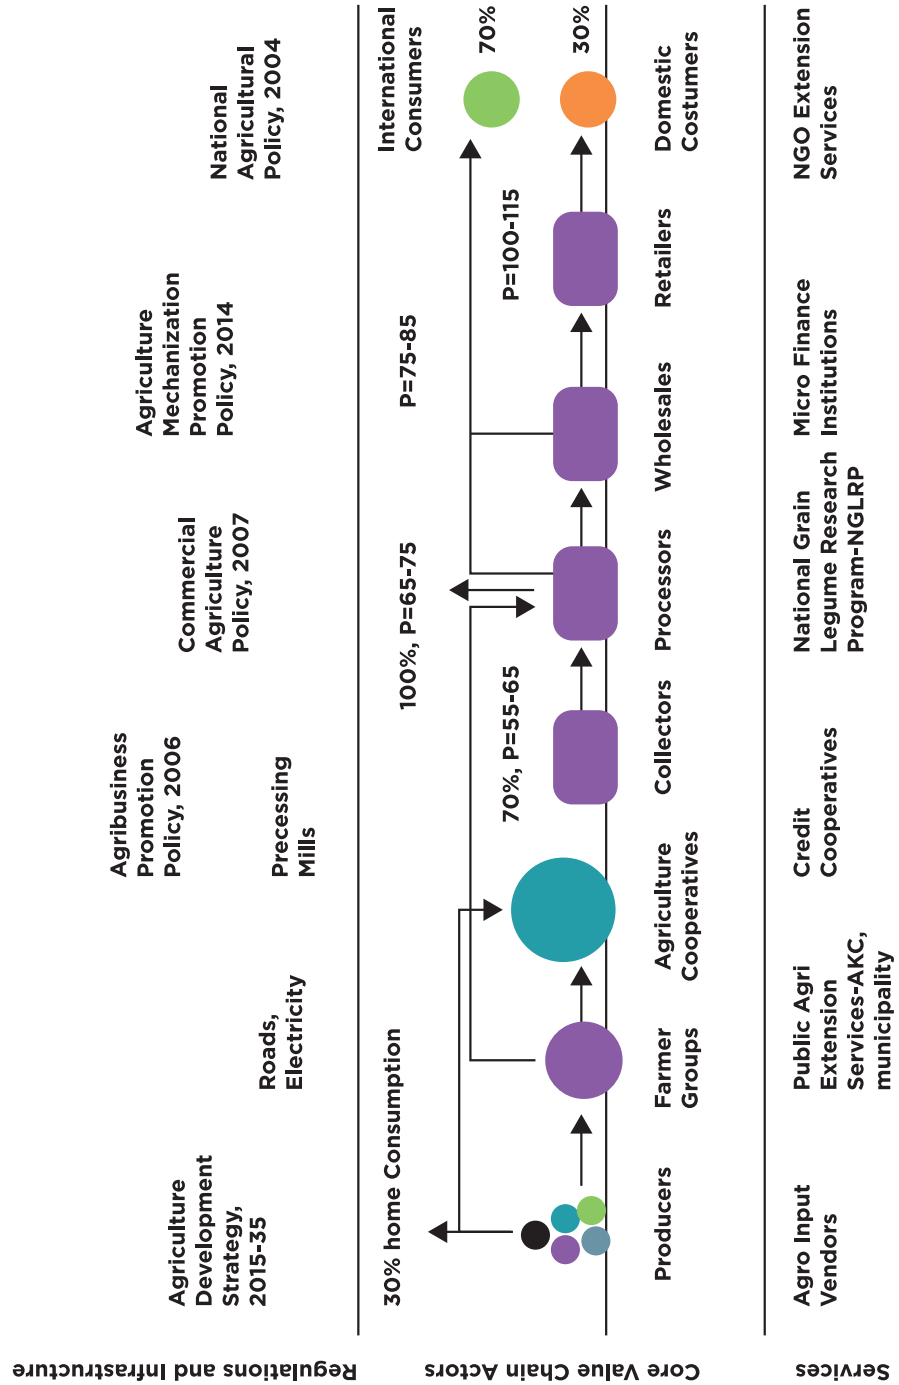 Regulations and Infrastructure
Agriculture
Development
Strategy,
2015-35
Roads,
Electricity
Agribusiness
Promotion
Policy, 2006
Precessing
Mills
Commercial
Agriculture
Policy, 2007
Agriculture
Mechanization
Promotion
Policy, 2014
National
Agricultural
Policy, 2004
Core Value Chain Actors
30% home Consumption
70%, P=55-65
100%, P=65-75
P=75-85
P=100-115
International
Consumers
70%
30%
Producers
Farmer
Groups
Agriculture
Cooperatives
Collectors
Processors
Wholesales
Retailers
Domestic
Costumers
Services
Agro Input
Vendors
Public Agri
Extension
Services-AKC,
municipality
Credit
Cooperatives
National Grain
Legume Research
Program-NGLRP
Micro Finance
Institutions
NGO Extension
Services